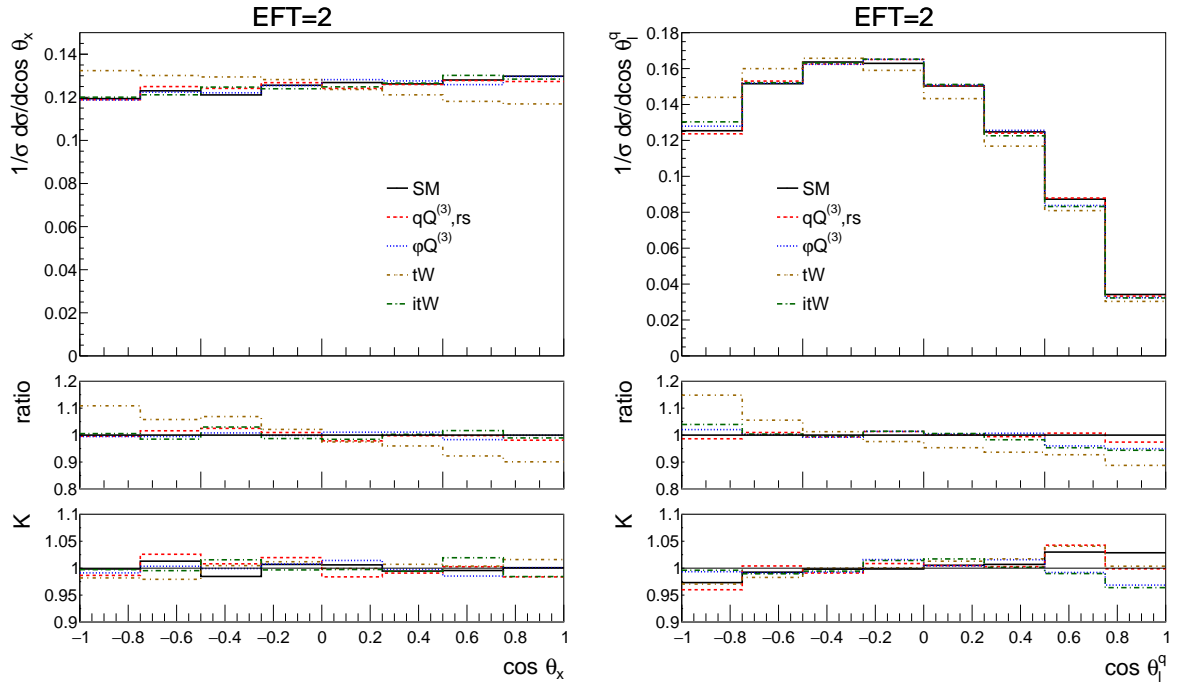 EFT=2
1/σ dσ/dcos θx
0.14
0.12
0.1
0.08
0.06
0.04
0.02
0
SM
qQ(3),rs
φQ(3)
tW
itW
ratio
1.2
1.1
1
0.9
0.8
K
1.1
1.05
1
0.95
0.9
−1 −0.8 −0.6 −0.4 −0.2 0 0.2 0.4 0.6 0.8 1
cos θx
EFT=2
1/σ dσ/dcos θlq
0.18
0.16
0.14
0.12
0.1
0.08
0.06
0.04
0.02
0
SM
qQ(3),rs
φQ(3)
tW
itW
ratio
1.2
1.1
1
0.9
0.8
K
1.1
1.05
1
0.95
0.9
−1 −0.8 −0.6 −0.4 −0.2 0 0.2 0.4 0.6 0.8 1
cos θlq